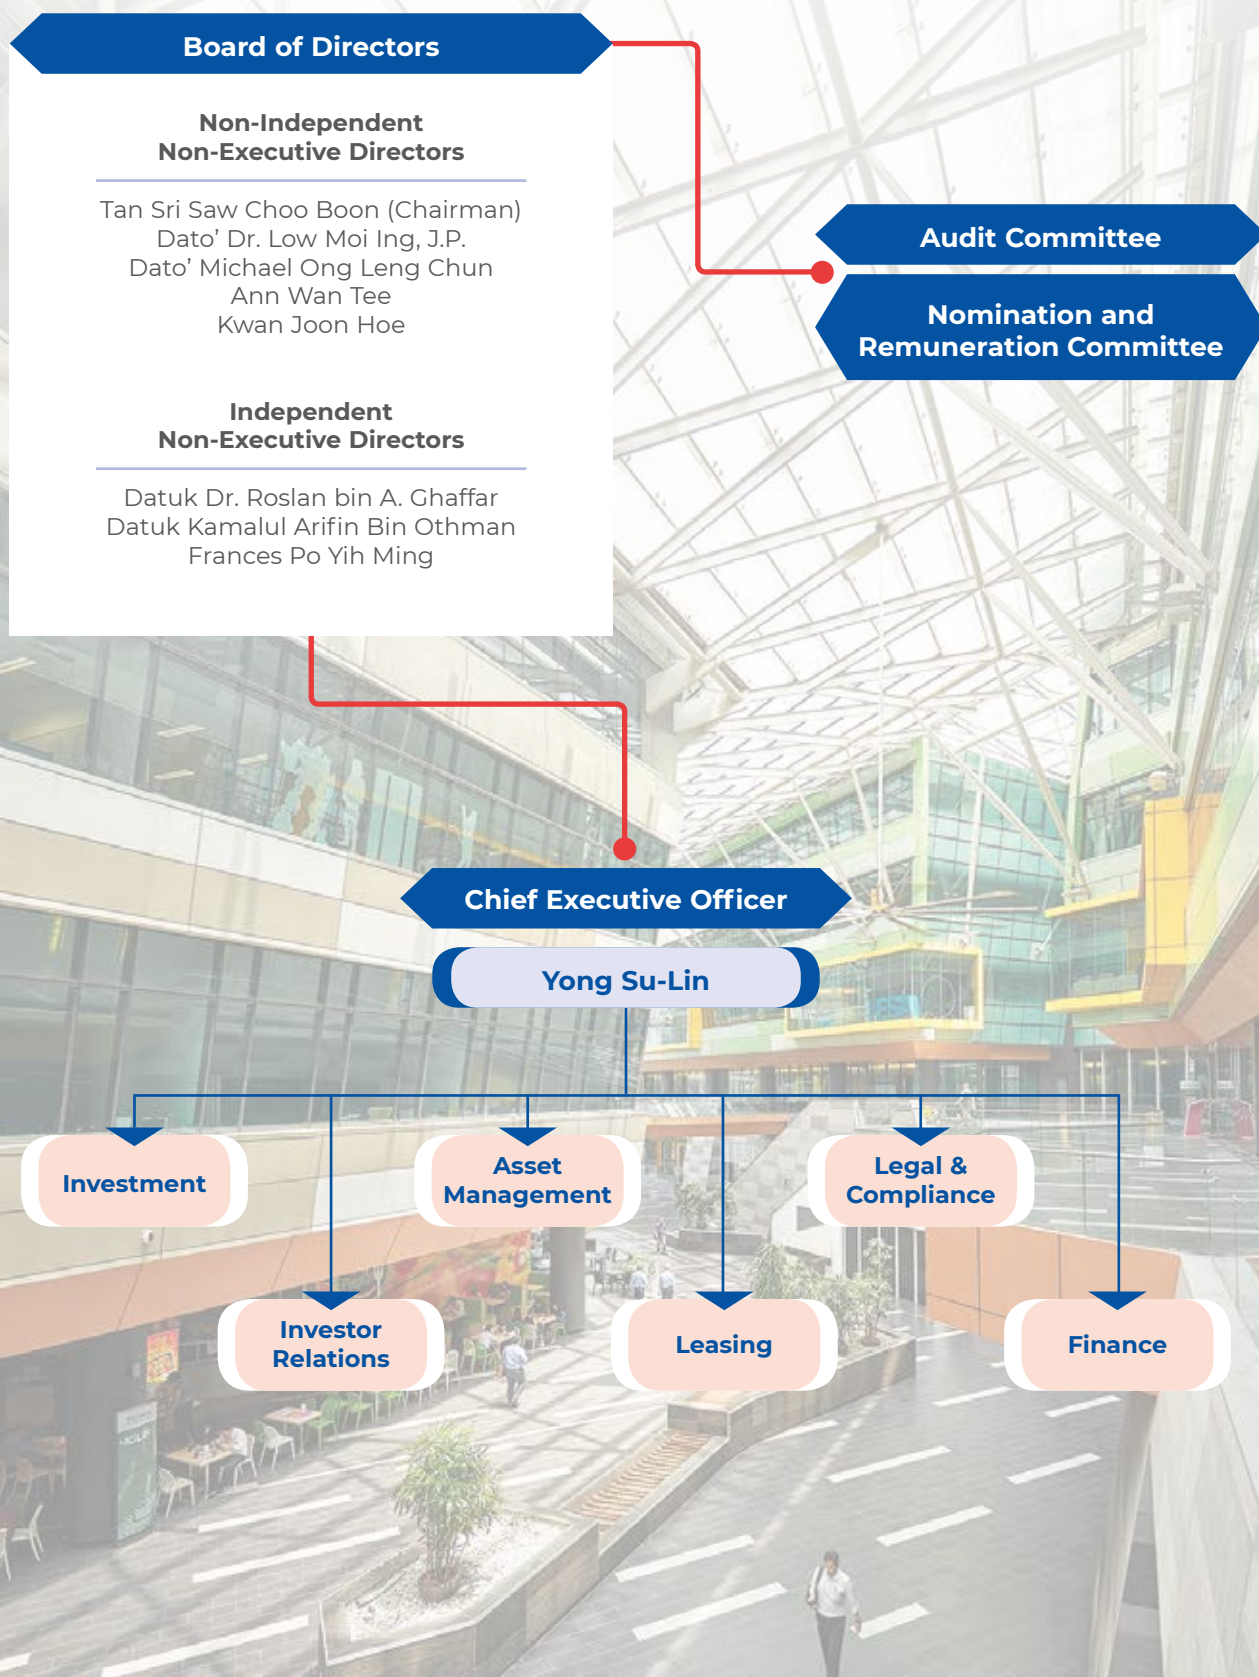 Board of Directors
Non-Independent
Non-Executive Directors
Tan Sri Saw Choo Boon (Chairman)
Dato’ Dr. Low Moi Ing, J.P.
Dato’ Michael Ong Leng Chun
Ann Wan Tee
Kwan Joon Hoe
Independent
Non-Executive Directors
Datuk Dr. Roslan bin A. Ghaffar
Datuk Kamalul Arifin Bin Othman
Frances Po Yih Ming
Audit Committee
Nomination and
Remuneration Committee
Chief Executive Officer
Yong Su-Lin
Investment
Asset
Management
Legal &
Compliance
Investor
Relations
Leasing
Finance